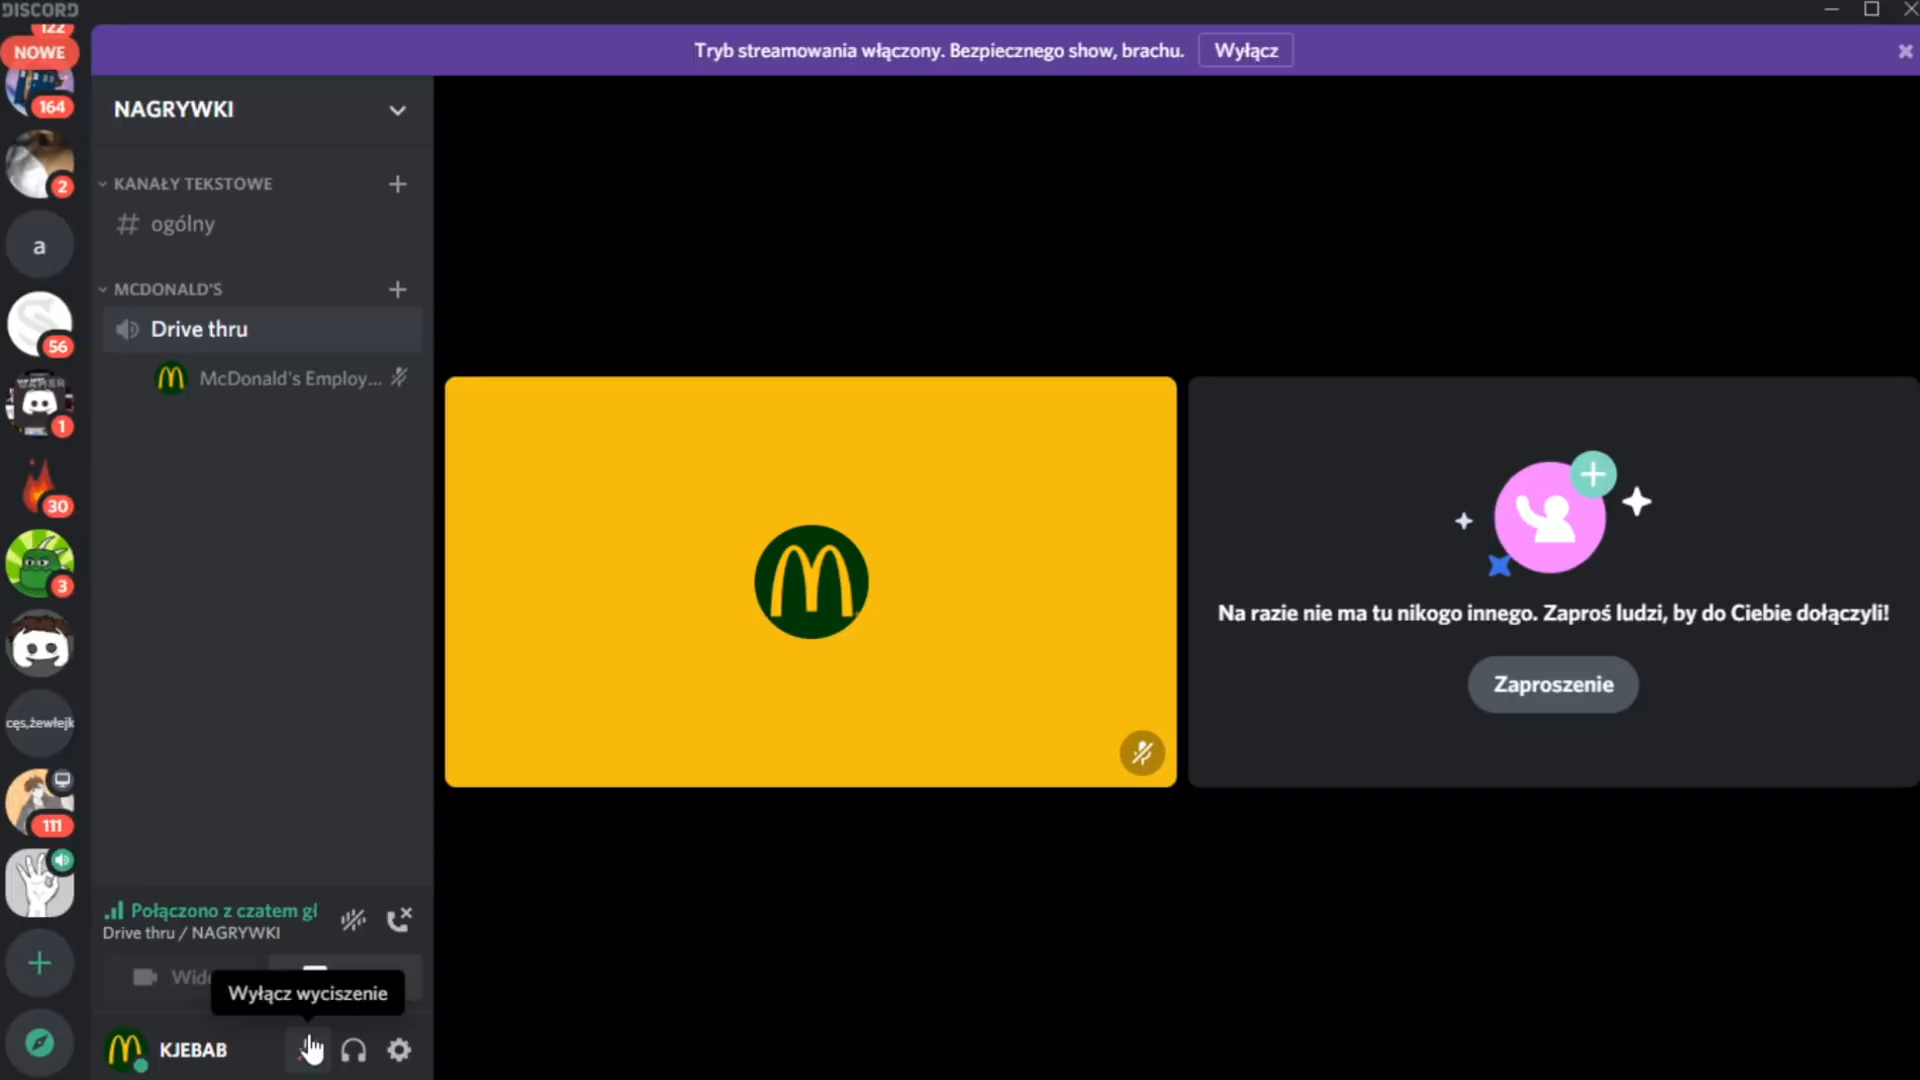 DISCORD
Tryb streamowania włączony. Bezpiecznego show, brachu.
Wyłącz
122
NOWE
164
2
a
56
1
30
3
cęs,żewłejk
111
NAGRYWKI
KANAŁY TEKSTOWE
ogólny
MCDONALD'S
Drive thru
McDonald's Employ...
Na razie nie ma tu nikogo innego. Zaproś ludzi, by do Ciebie dołączyli!
Zaproszenie
Połączono z czatem gł
Drive thru / NAGRYWKI
Wide
Wyłącz wyciszenie
KJEBAB